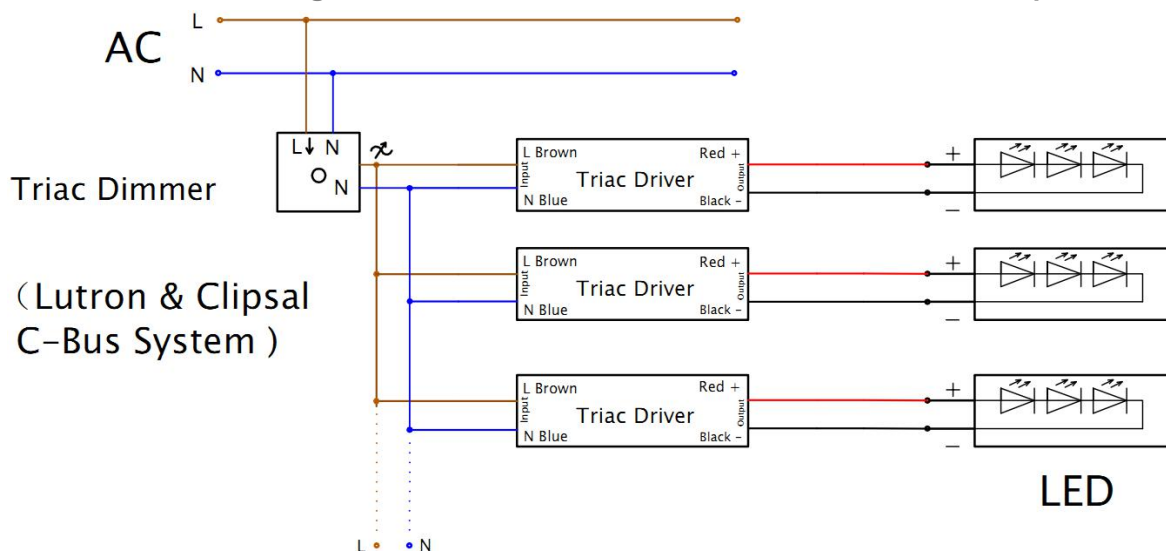 L
AC
N
L N
N
Triac Dimmer
(Lutron & Clipsal
C-Bus System )
L Brown
Input
N Blue
Triac Driver
Red +
Output
Black -
+
-
L Brown
Input
N Blue
Triac Driver
Red +
Output
Black -
+
-
L Brown
Input
N Blue
Triac Driver
Red +
Output
Black -
+
-
LED
L N